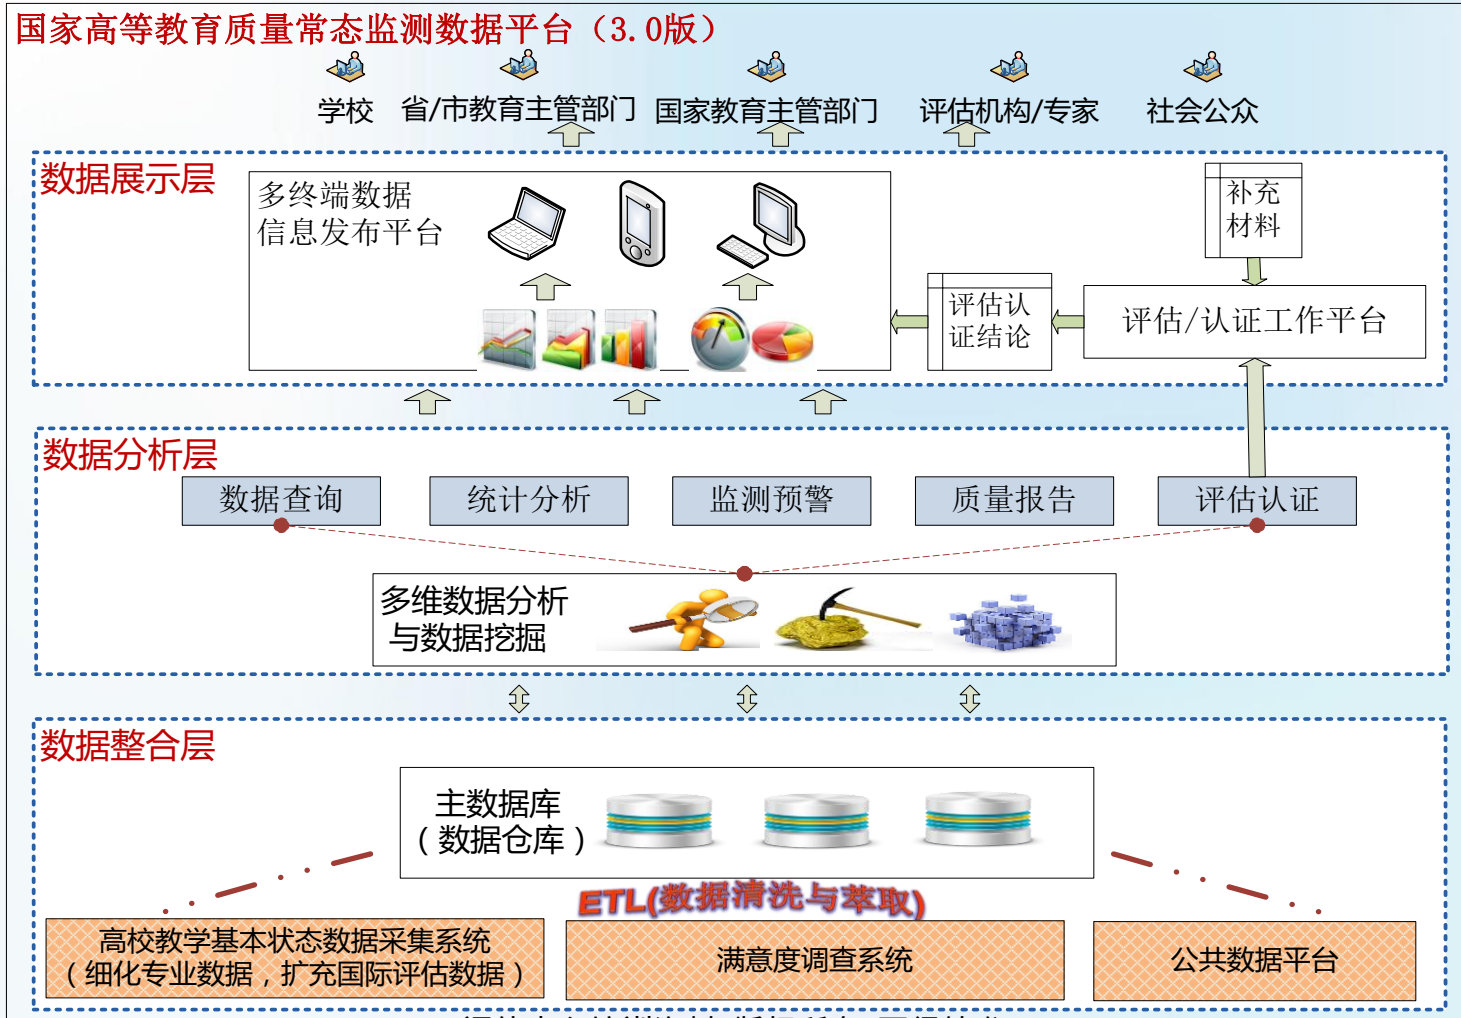 国家高等教育质量常态监测数据平台（3.0版）
学校
省/市教育主管部门
国家教育主管部门
评估机构/专家
社会公众
数据展示层
多终端数据
信息发布平台
补充
材料
评估认
证结论
评估/认证工作平台
数据分析层
数据查询
统计分析
监测预警
质量报告
评估认证
多维数据分析
与数据挖掘
数据整合层
主数据库
（数据仓库）
ETL(数据清洗与萃取)
高校教学基本状态数据采集系统
（细化专业数据，扩充国际评估数据）
满意度调查系统
公共数据平台